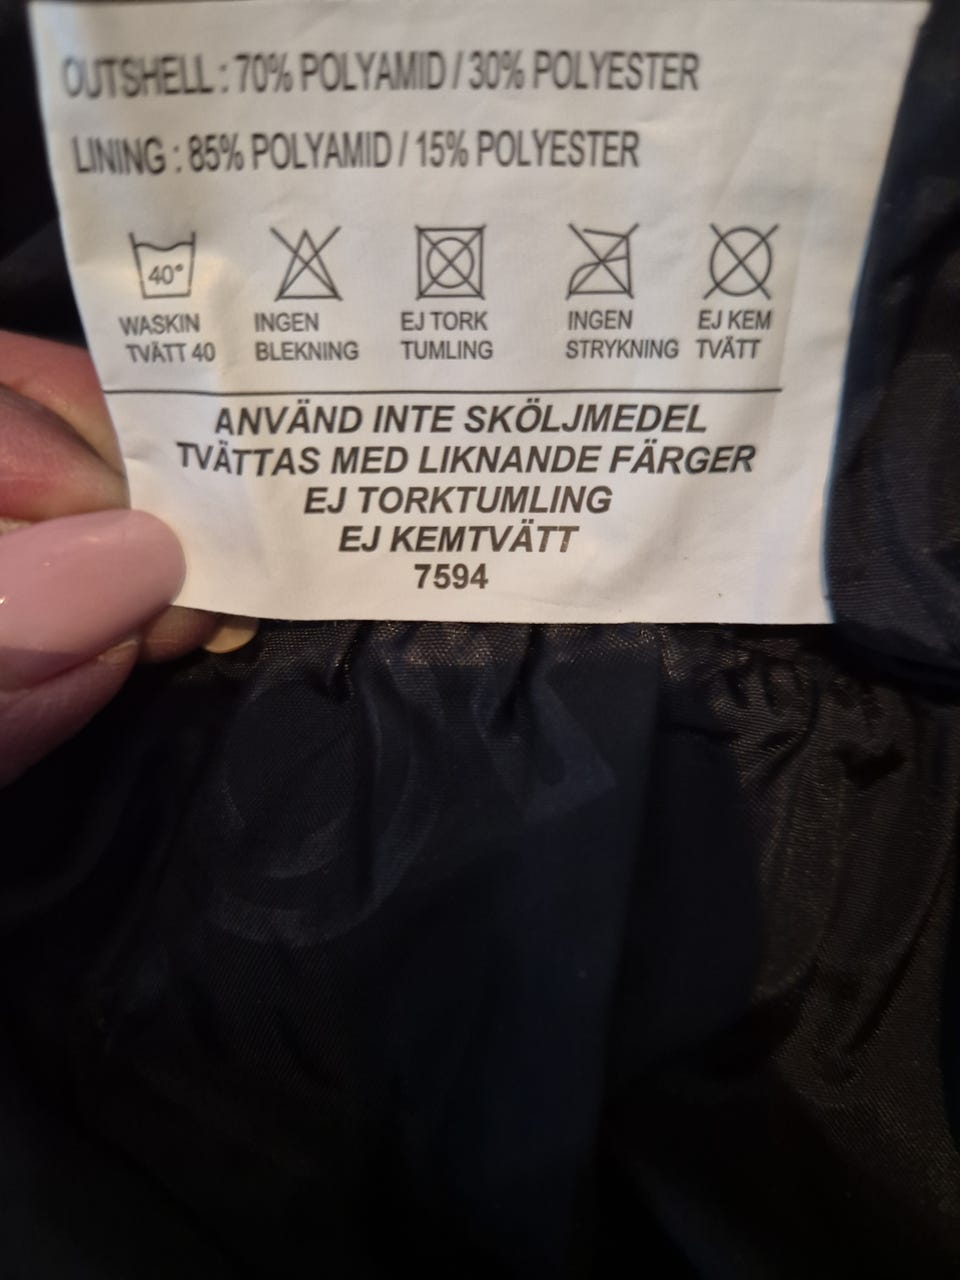 OUTSHELL : 70% POLYAMID / 30% POLYESTER
LINING : 85% POLYAMID / 15% POLYESTER
40°
WASKIN TVÄTT 40
INGEN BLEKNING
EJ TORK TUMLING
INGEN STRYKNING
EJ KEM TVÄTT
ANVÄND INTE SKÖLJMEDEL
TVÄTTAS MED LIKNANDE FÄRGER
EJ TORKTUMLING
EJ KEMTVÄTT
7594